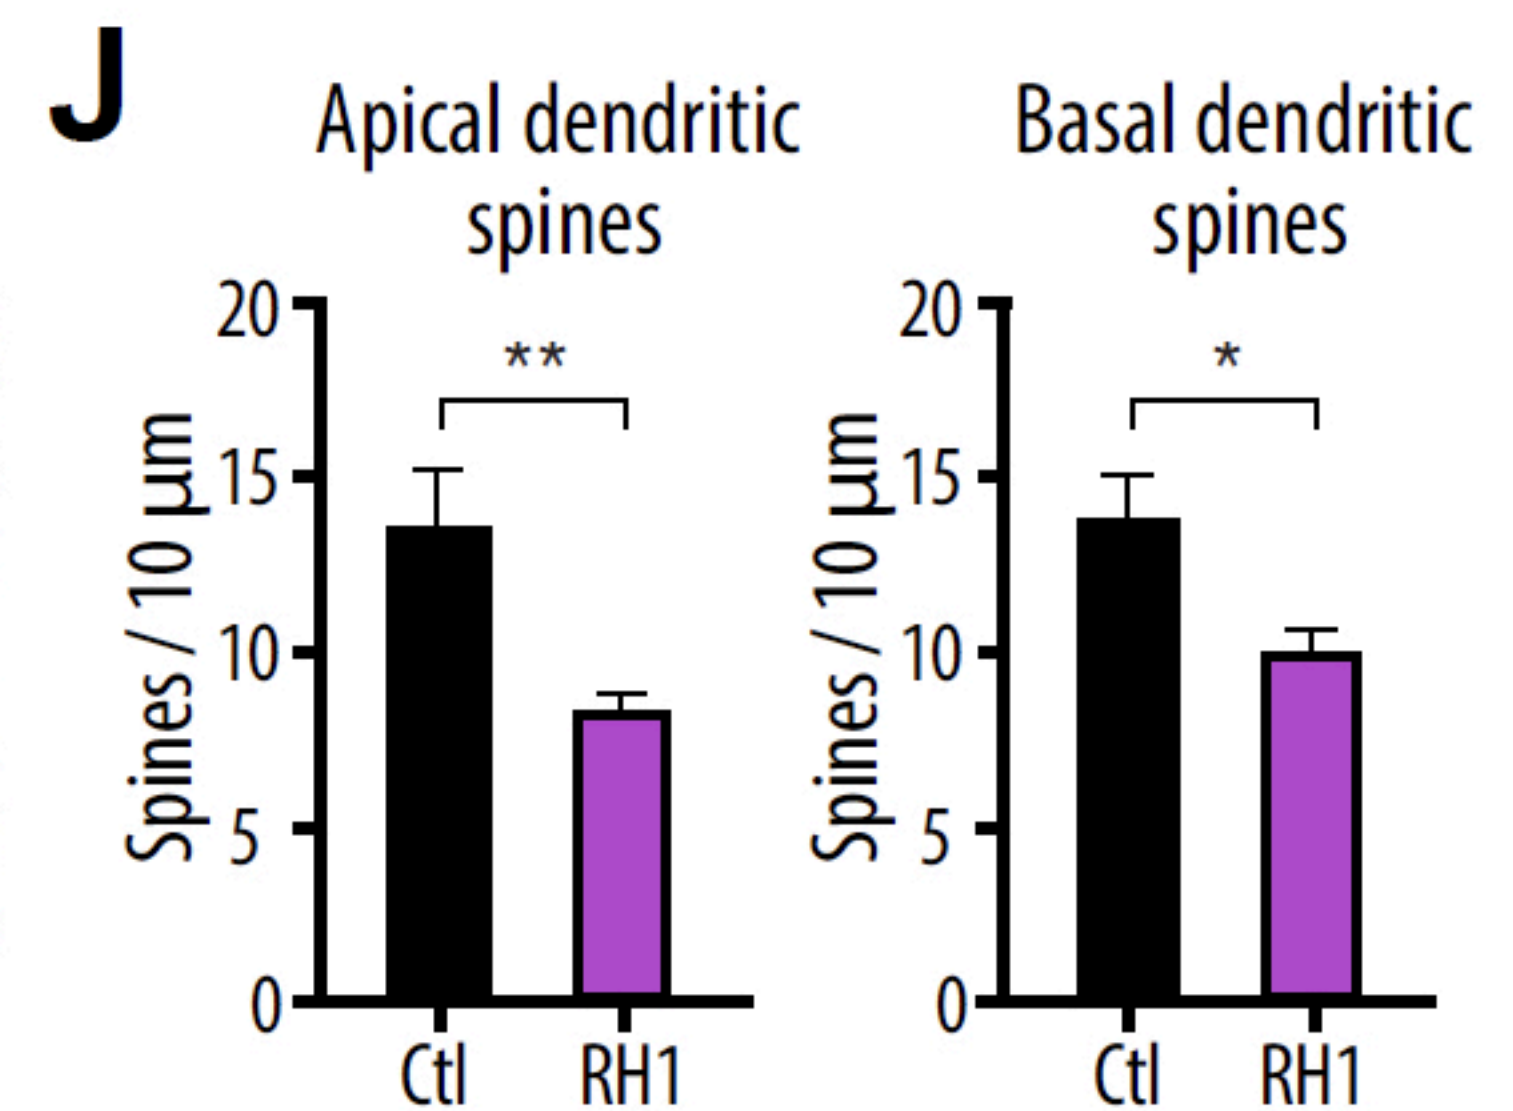 J
Apical dendritic
spines
Spines / 10 µm
20
15
10
5
0
**
Ctl
RH1
Basal dendritic
spines
Spines / 10 µm
20
15
10
5
0
*
Ctl
RH1